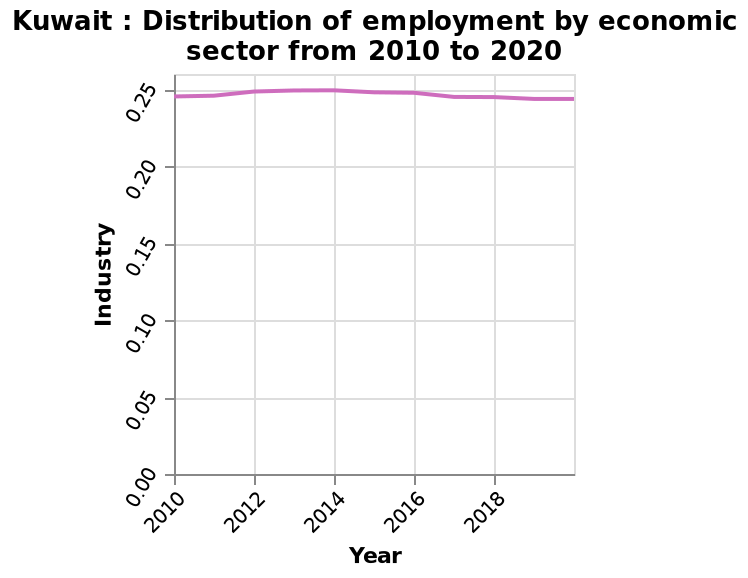 Kuwait : Distribution of employment by economic
sector from 2010 to 2020
0.25
0.20
0.15
0.10
0.05
0.00
Industry
2010 2012 2014 2016 2018
Year